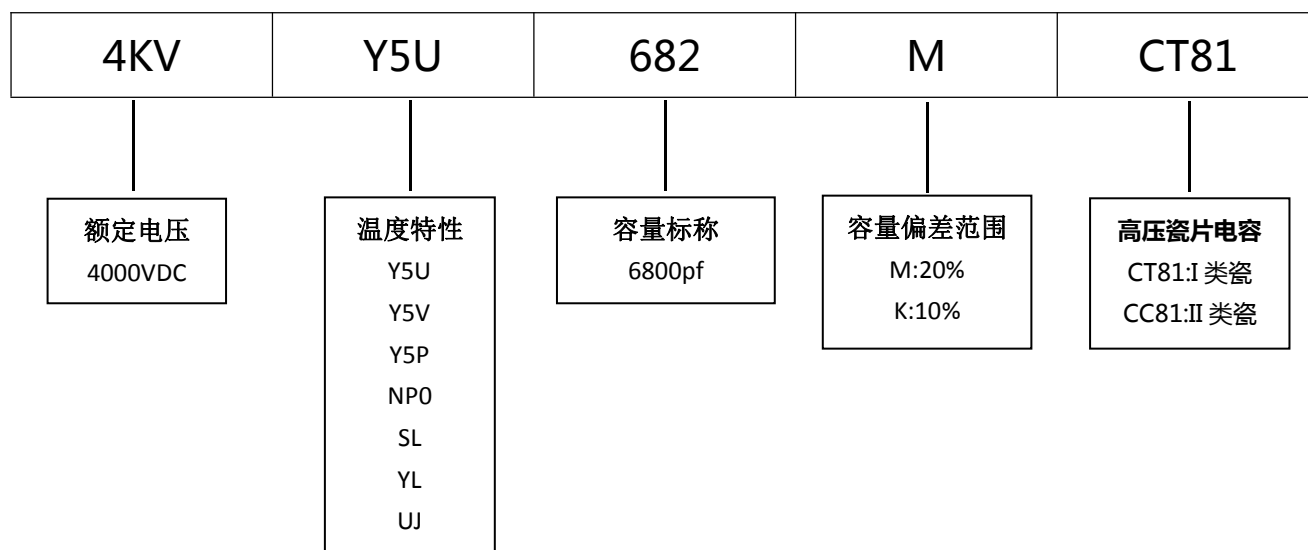 4KV Y5U 682 M CT81
额定电压
4000VDC
温度特性
Y5U
Y5V
Y5P
NP0
SL
YL
UJ
容量标称
6800pf
容量偏差范围
M:20%
K:10%
高压瓷片电容
CT81:I 类瓷
CC81:II 类瓷